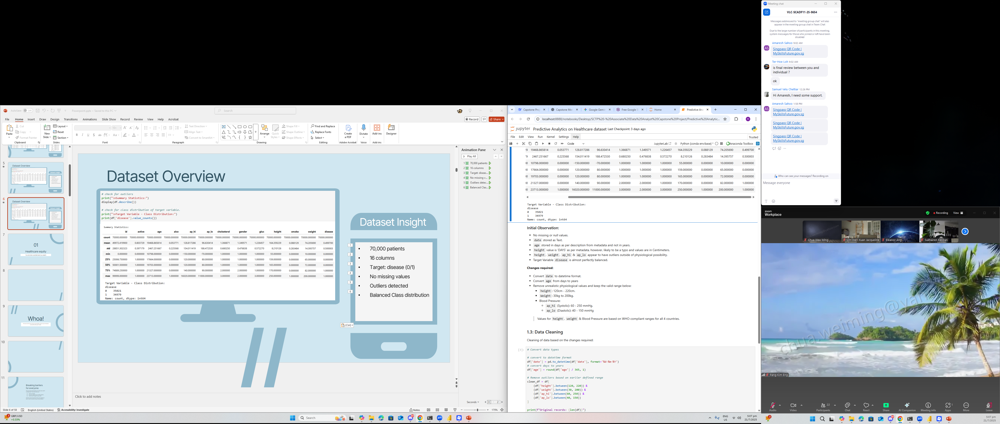 AutoSave Off Powerpoint.pptx - Saved to this PC Search
File Home Insert Draw Design Transitions Animations Slide Show Record Review View Help Acrobat Record Share
Paste Cut Copy Format Painter Clipboard
New Slide Layout Reset Section Slides
Font
Text Direction Align Text Convert to SmartArt Paragraph
Arrange Quick Styles Shape Fill Shape Outline Shape Effects Drawing
Find and Replace Replace Fonts Select Editing
Create a PDF Adobe Acrobat
Dictate Voice
Add-ins Add-ins
Designer
5
Dataset Overview
6
Dataset Overview
7
01
Healthcare equity
8
9
Whoa!
10
11
Breaking barriers
for everyone
Dataset Overview
# check for outliers
print("\nSummary Statistics:")
display(df.describe())
# check for class distribution of target variable.
print("\nTarget Variable - Class Distribution:")
print(df['disease'].value_counts())
Summary Statistics:
id active age alco ap_hi ap_lo cholesterol gender gluc height smoke weight disease
count 70000.000000 70000.000000 70000.000000 70000.000000 70000.000000 70000.000000 70000.000000 70000.000000 70000.000000 70000.000000 70000.000000 70000.000000 70000.000000
mean 49972.419900 0.803729 19468.865814 0.053771 128.817286 96.630414 1.366871 1.349571 1.226457 164.359229 0.088129 74.205690 0.499700
std 28851.302323 0.397179 2467.251667 0.225568 154.011419 188.472530 0.680250 0.476838 0.572270 8.210126 0.283484 14.395757 0.500003
min 0.000000 0.000000 10798.000000 0.000000 -150.000000 -70.000000 1.000000 1.000000 1.000000 55.000000 0.000000 10.000000 0.000000
25% 25006.750000 1.000000 17664.000000 0.000000 120.000000 80.000000 1.000000 1.000000 1.000000 159.000000 0.000000 65.000000 0.000000
50% 50001.500000 1.000000 19703.000000 0.000000 120.000000 80.000000 1.000000 1.000000 1.000000 165.000000 0.000000 72.000000 0.000000
75% 74889.250000 1.000000 21327.000000 0.000000 140.000000 90.000000 2.000000 2.000000 1.000000 170.000000 0.000000 82.000000 1.000000
max 99999.000000 1.000000 23713.000000 1.000000 16020.000000 11000.000000 3.000000 2.000000 3.000000 250.000000 1.000000 200.000000 1.000000
Target Variable - Class Distribution:
disease
0 35021
1 34979
Name: count, dtype: int64
Dataset Insight
1 • 70,000 patients
2 • 16 columns
3 • Target: disease (0/1)
4 • No missing values
5 • Outliers detected
6 • Balanced Class distribution
(Ctrl)
Animation Pane
Play All
1 70,000 patients
2 16 columns
3 Target: diseas...
4 No missing v...
5 Outliers detec...
6 Balanced Clas...
Seconds 0 2
Click to add notes
Slide 6 of 58 English (United States) Accessibility: Investigate Notes 175%
Capstone Proj Capstone Me Google Gemin Free Google S Home Predictive An
localhost:8888/notebooks/Desktop/SCTP%20-%20Associate%20Data%20Analyst%20Capstone%20Project/Predictive%20Analytic...
jupyter Predictive Analytics on Healthcare dataset Last Checkpoint: 3 days ago
File Edit View Run Kernel Settings Help Trusted
Code JupyterLab Python [conda env:base] * Anaconda Toolbox
19468.865814 0.053771 128.817286 96.630414 1.366871 1.349571 1.226457 164.359229 0.088129 74.205690 0.499700
2467.251667 0.225568 154.011419 188.472530 0.680250 0.476838 0.572270 8.210126 0.283484 14.395757 0.500003
10798.000000 0.000000 -150.000000 -70.000000 1.000000 1.000000 1.000000 55.000000 0.000000 10.000000 0.000000
17664.000000 0.000000 120.000000 80.000000 1.000000 1.000000 1.000000 159.000000 0.000000 65.000000 0.000000
19703.000000 0.000000 120.000000 80.000000 1.000000 1.000000 1.000000 165.000000 0.000000 72.000000 0.000000
21327.000000 0.000000 140.000000 90.000000 2.000000 2.000000 1.000000 170.000000 0.000000 82.000000 1.000000
23713.000000 1.000000 16020.000000 11000.000000 3.000000 2.000000 3.000000 250.000000 1.000000 200.000000 1.000000
Target Variable - Class Distribution:
disease
0 35021
1 34979
Name: count, dtype: int64
Initial Observation:
• No missing or null values.
• date stored as Text.
• age stored in days as per description from metadata and not in years.
• height value is 'DAYS' as per metadata, however, likely to be a typo and values are in Centimeters.
• height, weight, ap_hi & ap_lo appear to have outliers outside of physiological possibility.
• Target Variable disease is almost perfectly balanced.
Changes required:
• Convert date to datetime format.
• Convert age from days to years
• Remove unrealistic physiological values and keep the valid range below:
▪ height: 120cm - 220cm.
▪ Weight: 30kg to 200kg.
▪ Blood Pressure:
○ ap_hi (Systolic): 60 - 250 mmHg.
○ ap_lo (Diastolic): 40 - 150 mmHg
Values for height, weight & Blood Pressure are based on WHO-compliant ranges for all 4 countries.
1.3: Data Cleaning
Cleaning of data based on the changes required:
[3]: # Convert data types
# convert to datetime format
df['date'] = pd.to_datetime(df['date'], format='%d-%m-%Y')
# convert days to years
df['age'] = round(df['age'] / 365, 1)
# Remove outliers based on earlier defined range
clean_df = df[
(df['height'].between(120, 220)) &
(df['weight'].between(30, 200)) &
(df['ap_hi'].between(60, 250)) &
(df['ap_lo'].between(40, 150))
]
print(f"Original records: {len(df)}")
Meeting chat
VLC-SCADF11-25-0654
Messages addressed to "meeting group chat" will also
appear in the meeting group chat in Team Chat
Due to the large number of participants in this meeting,
system messages for those who joined or left have been
disabled
Amaresh Sahoo 9:02 AM
AS Singpass QR Code |
MySkillsFuture.gov.sg
Ter-Hoe Loh 9:02 AM
is final review between you and
individual ?
ok
Samuel Velu Chettiar 12:26 PM
Hi Amaresh, I need some support.
Amaresh Sahoo 1:58 PM
AS Singpass QR Code |
MySkillsFuture.gov.sg
Singpass QR Code |
MySkillsFuture.gov.sg
Singpass QR Code |
MySkillsFuture.gov.sg
Who can see your messages? Recording on
Message everyone
zoom
Workplace Recording View
Chua Wee Ming Lim Wen Xuan Jacqueline Eleanor Ang Sukhairen Kaspan
Pang Kim Eng
Audio Video Participants 22 Chat React Share AI Companion Meeting info Apps 1 More Leave
GBP/USD
+0.33%
Search
ENG
US
5:07 pm
21/7/2025
5:07 pm
21/7/2025